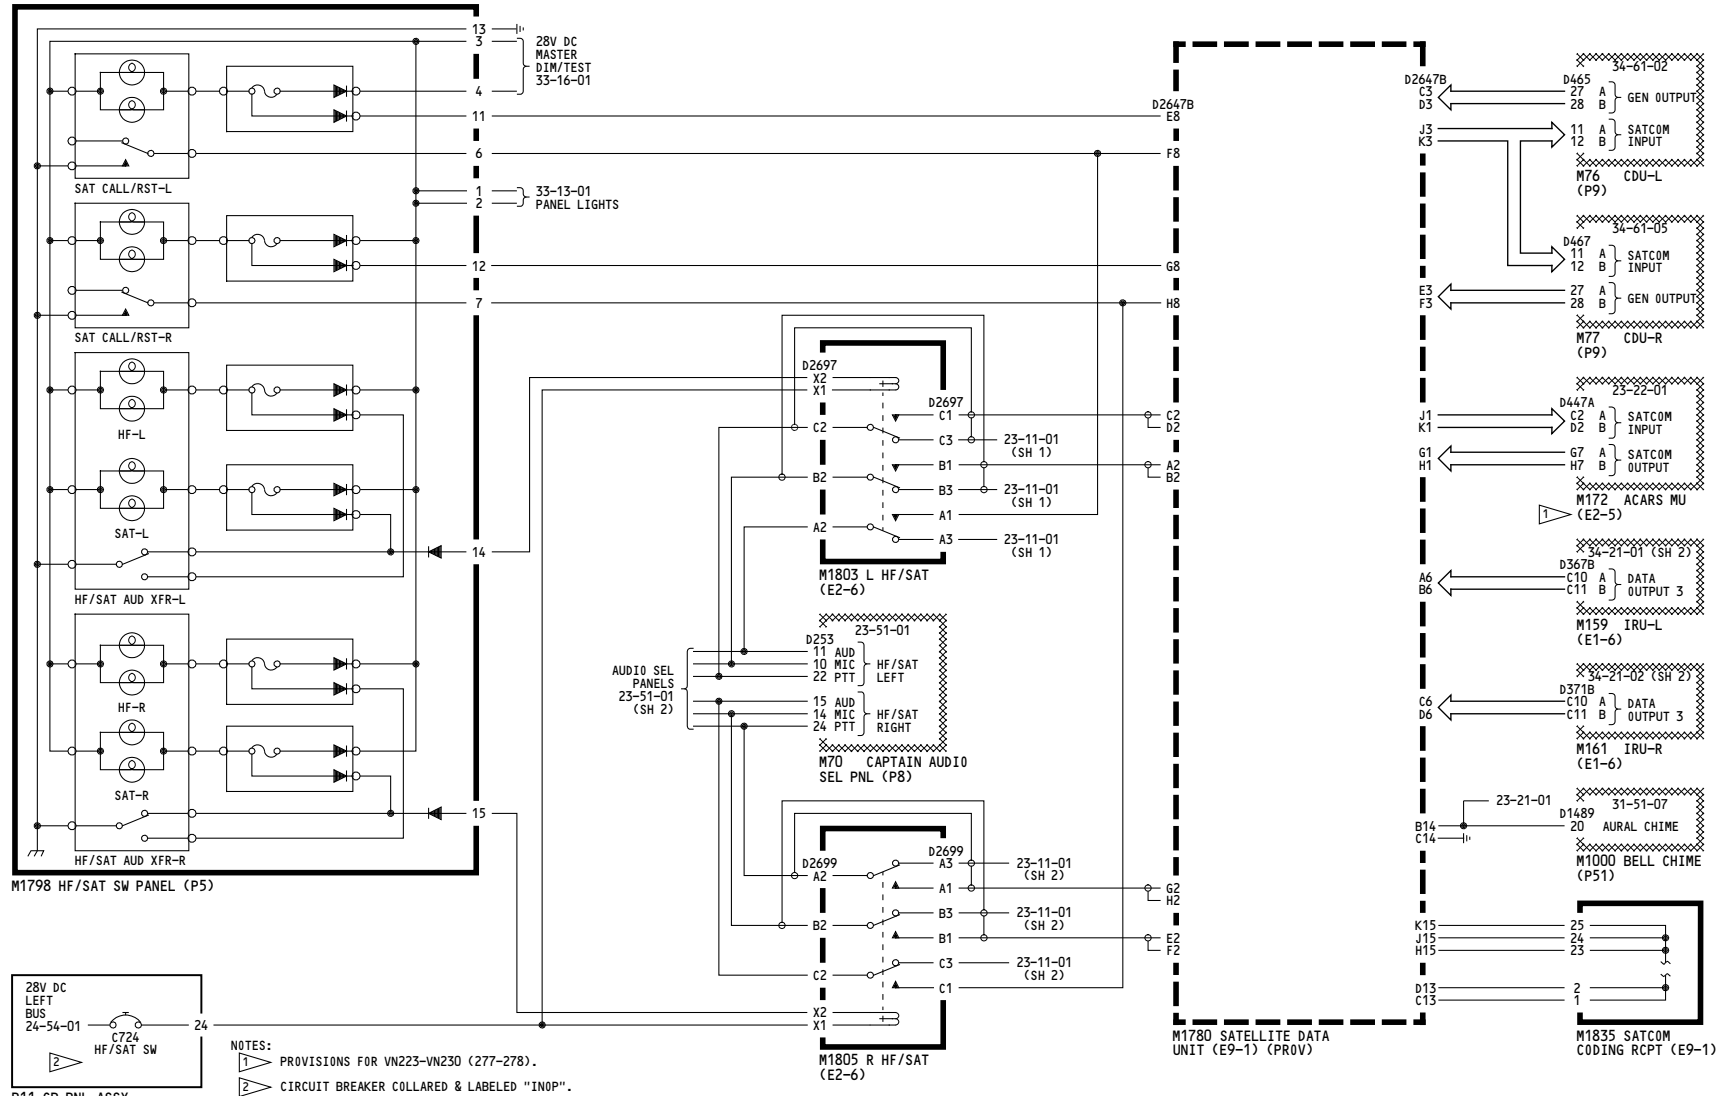 13
3
28V DC
MASTER
DIM/TEST
33-16-01
4
11
6
SAT CALL/RST-L
1
2
33-13-01
PANEL LIGHTS
12
7
SAT CALL/RST-R
HF-L
SAT-L
14
HF/SAT AUD XFR-L
HF-R
SAT-R
15
HF/SAT AUD XFR-R
M1798 HF/SAT SW PANEL (P5)
28V DC
LEFT
BUS
24-54-01
C724
HF/SAT SW
2
24
NOTES:
1 PROVISIONS FOR VN223-VN230 (277-278).
2 CIRCUIT BREAKER COLLARED & LABELED "INOP".
D2697
X2
X1
C2
B2
A2
D2697
C1
C3
B1
B3
A1
A3
23-11-01
(SH 1)
23-11-01
(SH 1)
23-11-01
(SH 1)
M1803 L HF/SAT
(E2-6)
AUDIO SEL
PANELS
23-51-01
(SH 2)
23-51-01
D253
11 AUD
10 MIC
22 PTT
HF/SAT
LEFT
15 AUD
14 MIC
24 PTT
HF/SAT
RIGHT
M70 CAPTAIN AUDIO
SEL PNL (P8)
D2699
A2
B2
C2
X2
X1
D2699
A3
A1
B3
B1
C3
C1
23-11-01
(SH 2)
23-11-01
(SH 2)
23-11-01
(SH 2)
M1805 R HF/SAT
(E2-6)
D2647B
E8
F8
G8
H8
C2
D2
A2
B2
G2
H2
E2
F2
D2647B
C3
D3
J3
K3
E3
F3
J1
K1
G1
H1
A6
B6
C6
D6
B14
C14
K15
J15
H15
D13
C13
M1780 SATELLITE DATA
UNIT (E9-1) (PROV)
34-61-02
D465
27 A
28 B
GEN OUTPUT
11 A
12 B
SATCOM
INPUT
M76 CDU-L
(P9)
34-61-05
D467
11 A
12 B
SATCOM
INPUT
27 A
28 B
GEN OUTPUT
M77 CDU-R
(P9)
23-22-01
D447A
C2 A
D2 B
SATCOM
INPUT
G7 A
H7 B
SATCOM
OUTPUT
M172 ACARS MU
1 (E2-5)
34-21-01 (SH 2)
D367B
C10 A
C11 B
DATA
OUTPUT 3
M159 IRU-L
(E1-6)
34-21-02 (SH 2)
D371B
C10 A
C11 B
DATA
OUTPUT 3
M161 IRU-R
(E1-6)
23-21-01
31-51-07
D1489
20 AURAL CHIME
M1000 BELL CHIME
(P51)
25
24
23
2
1
M1835 SATCOM
CODING RCPT (E9-1)